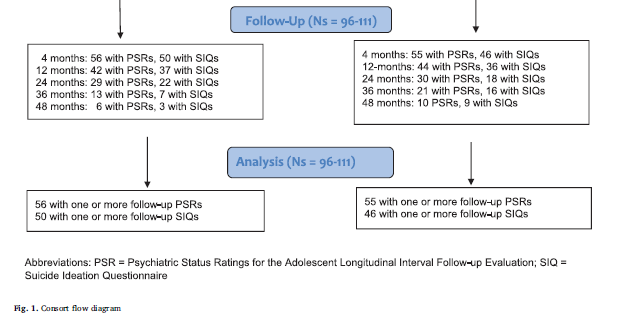 Follow-Up (Ns = 96-111)
4 months: 56 with PSRs, 50 with SIQs
12 months: 42 with PSRs, 37 with SIQs
24 months: 29 with PSRs, 22 with SIQs
36 months: 13 with PSRs, 7 with SIQs
48 months: 6 with PSRs, 3 with SIQs
4 months: 55 with PSRs, 46 with SIQs
12-months: 44 with PSRs, 36 with SIQs
24 months: 30 with PSRs, 18 with SIQs
36 months: 21 with PSRs, 16 with SIQs
48 months: 10 PSRs, 9 with SIQs
Analysis (Ns = 96-111)
56 with one or more follow-up PSRs
50 with one or more follow-up SIQs
55 with one or more follow-up PSRs
46 with one or more follow-up SIQs
Abbreviations: PSR = Psychiatric Status Ratings for the Adolescent Longitudinal Interval Follow-up Evaluation; SIQ =
Suicide Ideation Questionnaire
Fig. 1. Consort flow diagram